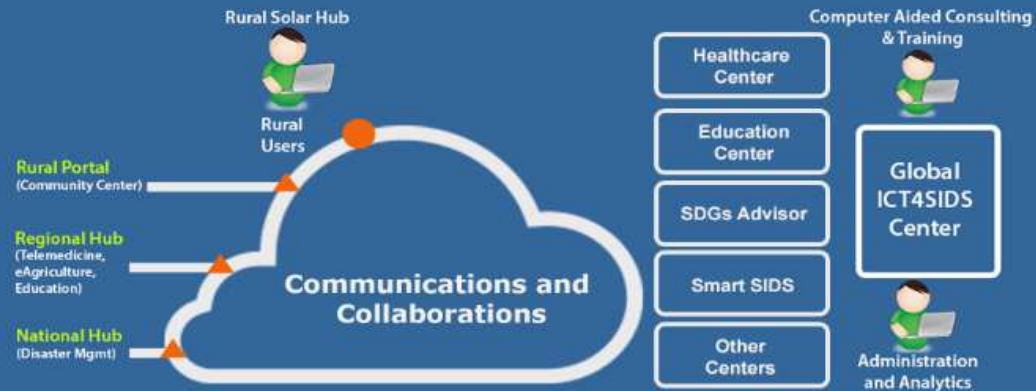 Rural Solar Hub
Rural
Users
Rural Portal
(Community Center)
Regional Hub
(Telemedicine,
eAgriculture,
Education)
National Hub
(Disaster Mgmt)
Communications and
Collaborations
Healthcare
Center
Education
Center
SDGs Advisor
Smart SIDS
Other
Centers
Computer Aided Consulting
& Training
Global
ICT4SIDS
Center
Administration
and Analytics